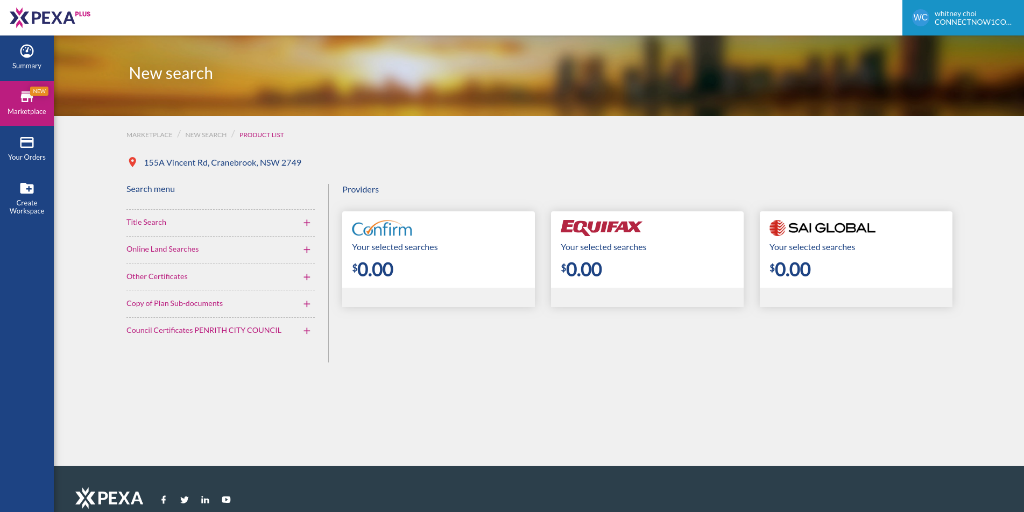 PEXA PLUS
WC
whitney choi
CONNECTNOW1CO...
Summary
NEW
Marketplace
Your Orders
Create
Workspace
New search
MARKETPLACE / NEW SEARCH / PRODUCT LIST
155A Vincent Rd, Cranebrook, NSW 2749
Search menu
Title Search +
Online Land Searches +
Other Certificates +
Copy of Plan Sub-documents +
Council Certificates PENRITH CITY COUNCIL +
Providers
Confirm
Your selected searches
$0.00
EQUIFAX
Your selected searches
$0.00
SAI GLOBAL
Your selected searches
$0.00
PEXA